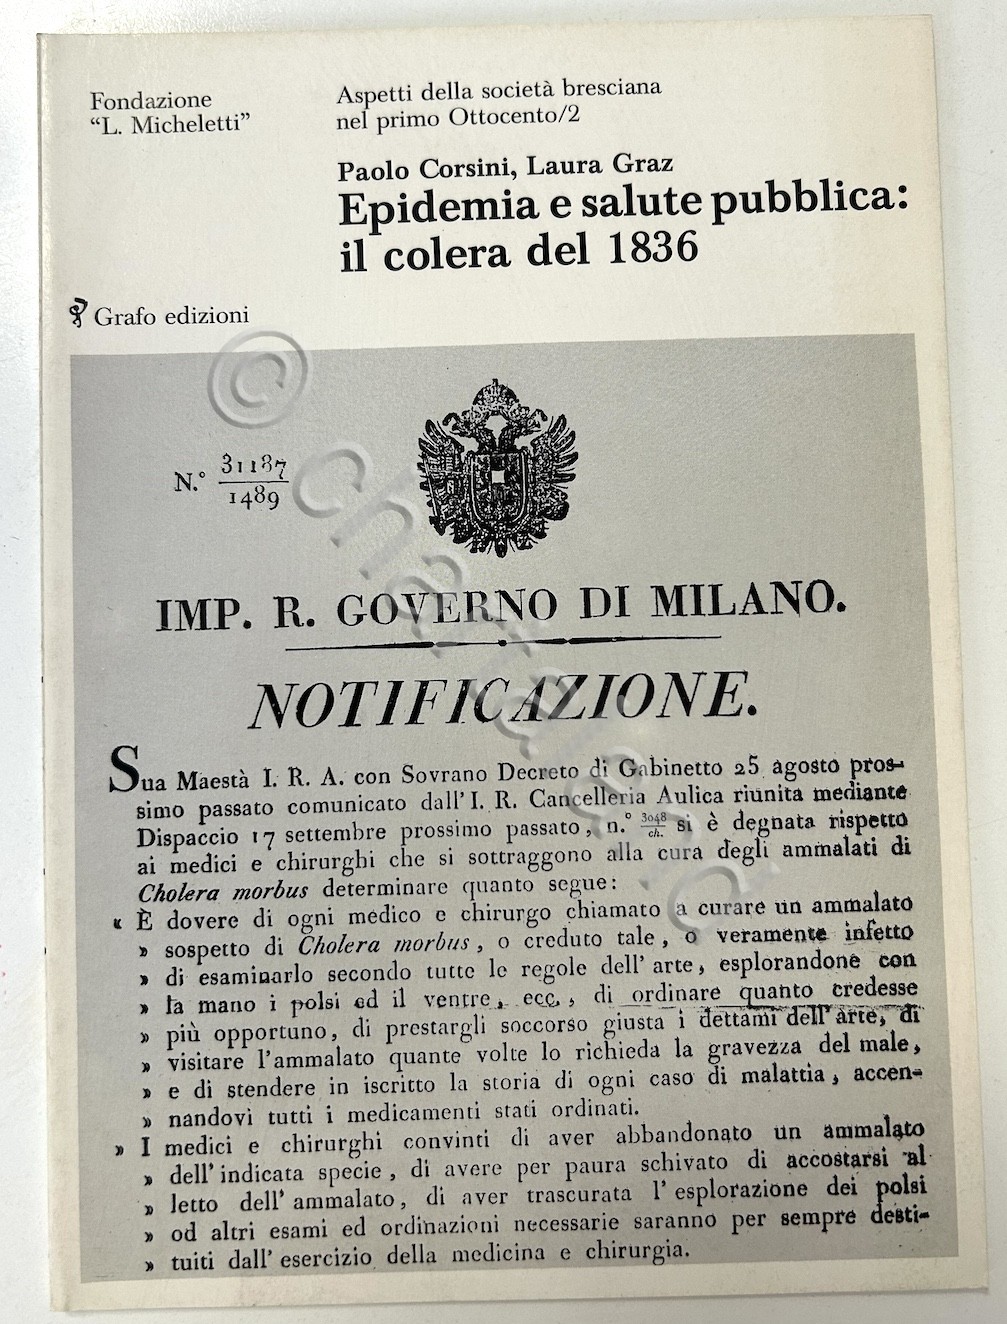 Fondazione
“L. Micheletti”
Aspetti della società bresciana
nel primo Ottocento/2
Paolo Corsini, Laura Graz
Epidemia e salute pubblica:
il colera del 1836
Grafo edizioni
© chartaland
N.° 31187/1489
IMP. R. GOVERNO DI MILANO.
NOTIFICAZIONE.
Sua Maestà I. R. A. con Sovrano Decreto di Gabinetto 25 agosto pros-
simo passato comunicato dall' I. R. Cancelleria Aulica riunita mediante
Dispaccio 17 settembre prossimo passato, n.° 3048/ch. si è degnata rispetto
ai medici e chirurghi che si sottraggono alla cura degli ammalati di
Cholera morbus determinare quanto segue:
« È dovere di ogni medico e chirurgo chiamato a curare un ammalato
» sospetto di Cholera morbus, o creduto tale, o veramente infetto
» di esaminarlo secondo tutte le regole dell' arte, esplorandone con
» la mano i polsi ed il ventre, ecc., di ordinare quanto credesse
» più opportuno, di prestargli soccorso giusta i dettami dell' arte, di
» visitare l'ammalato quante volte lo richieda la gravezza del male,
» e di stendere in iscritto la storia di ogni caso di malattia, accen-
» nandovi tutti i medicamenti stati ordinati.
» I medici e chirurghi convinti di aver abbandonato un ammalato
» dell' indicata specie, di avere per paura schivato di accostarsi al
» letto dell' ammalato, di aver trascurata l' esplorazione dei polsi
» od altri esami ed ordinazioni necessarie saranno per sempre desti-
» tuiti dall' esercizio della medicina e chirurgia.